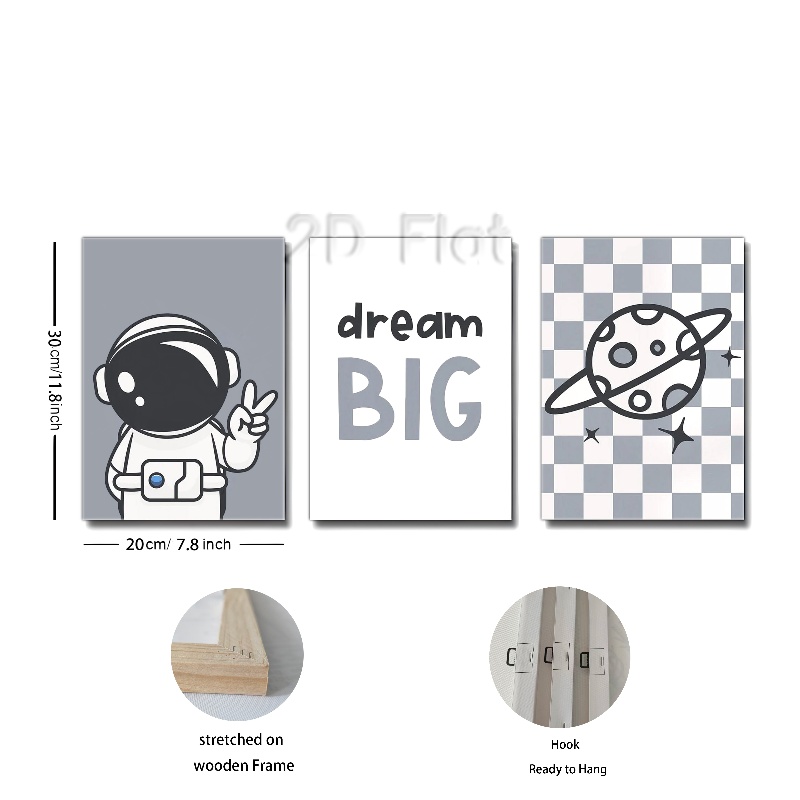 2D Flat
dream
BIG
30cm/11.8inch
20cm/ 7.8 inch
stretched on
wooden Frame
Hook
Ready to Hang